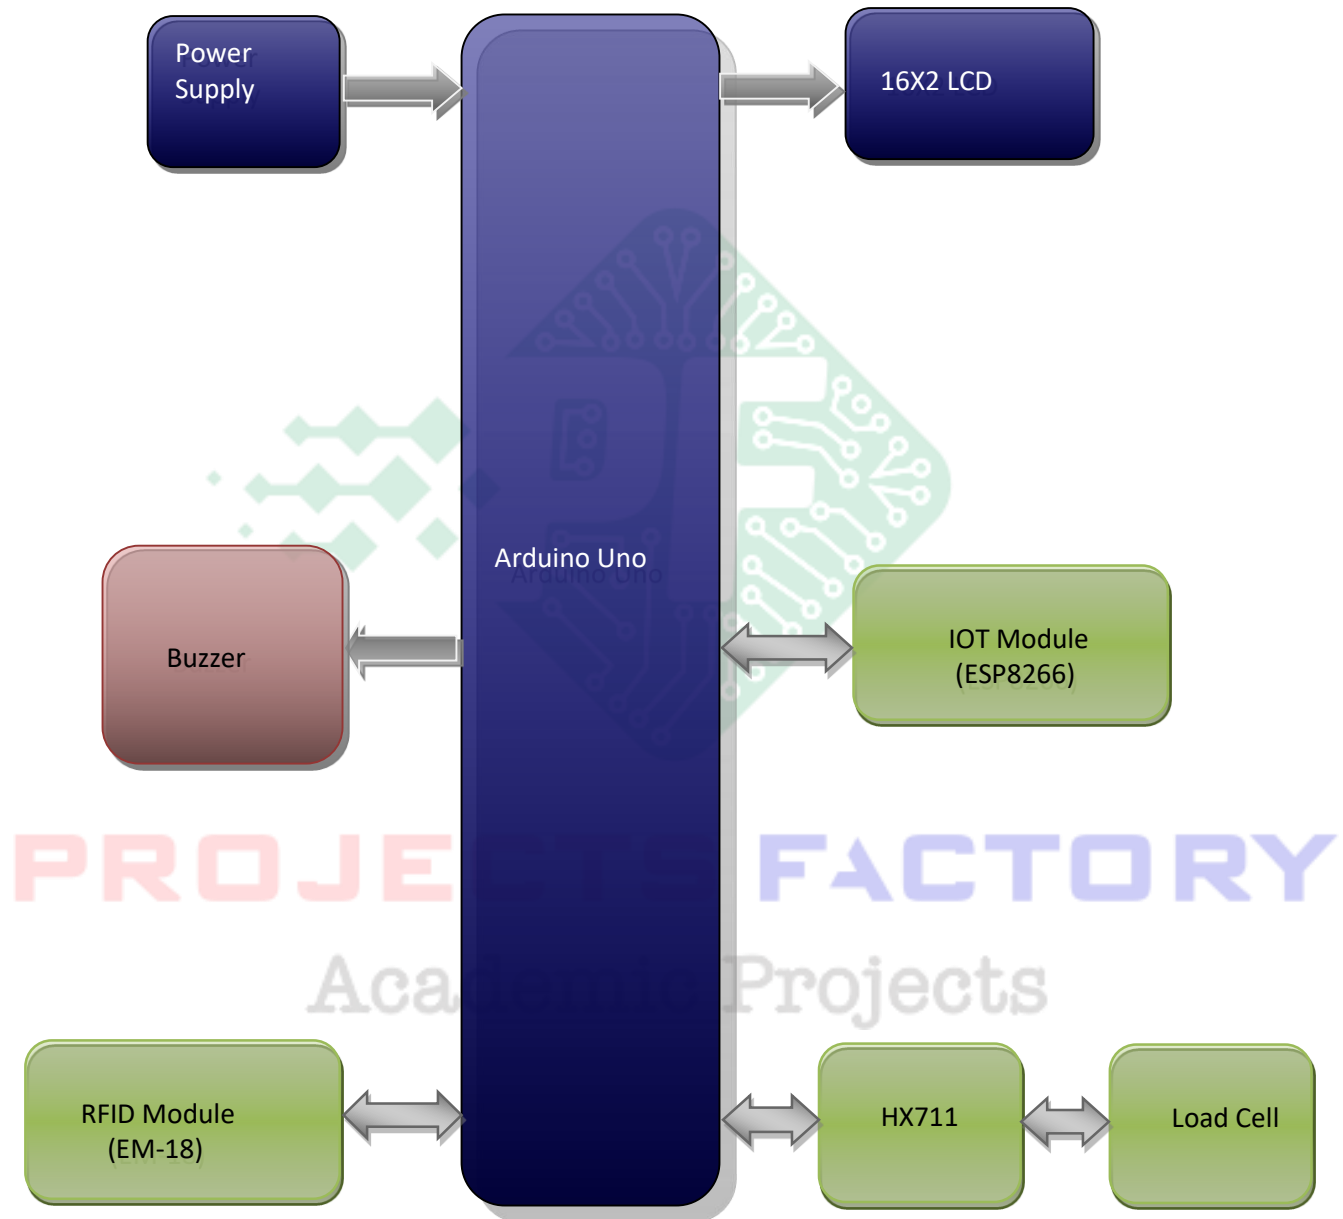 Power
Supply
16X2 LCD
Arduino Uno
Buzzer
IOT Module
(ESP8266)
PROJECTS FACTORY
Academic Projects
RFID Module
(EM-18)
HX711
Load Cell